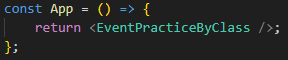 const App = () => {
  return <EventPracticeByClass />;
};